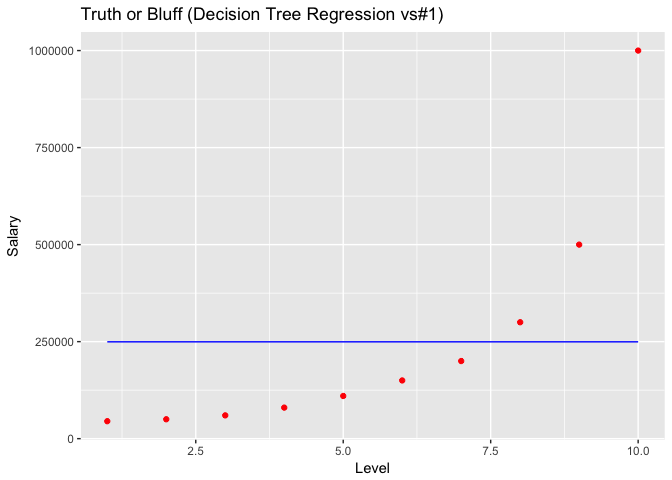 Truth or Bluff (Decision Tree Regression vs#1)
1000000
750000
500000
250000
0
Salary
2.5 5.0 7.5 10.0
Level